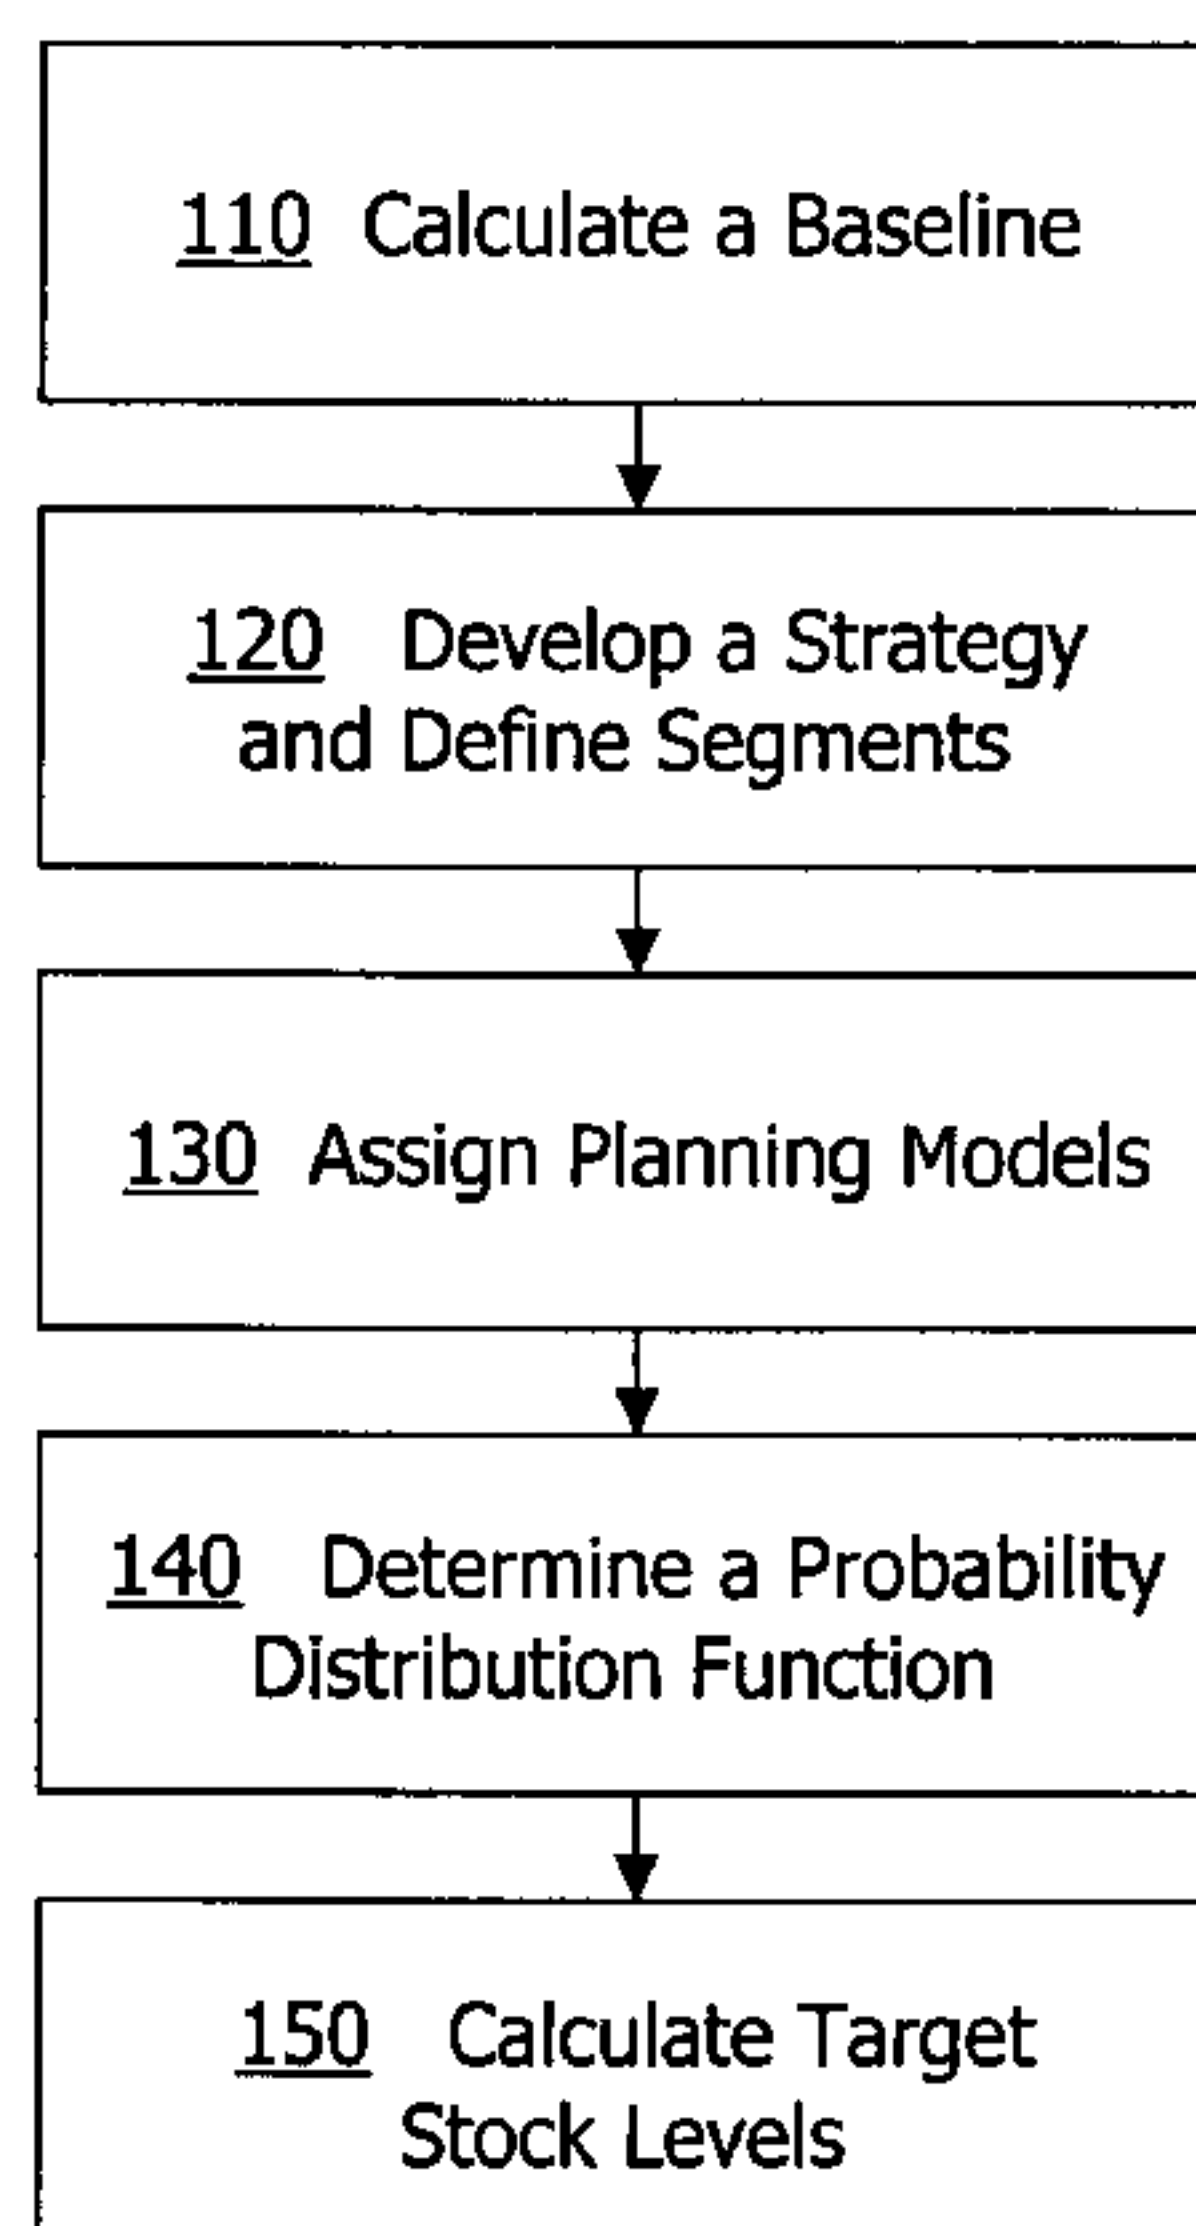 110 Calculate a Baseline
120 Develop a Strategy
and Define Segments
130 Assign Planning Models
140 Determine a Probability
Distribution Function
150 Calculate Target
Stock Levels